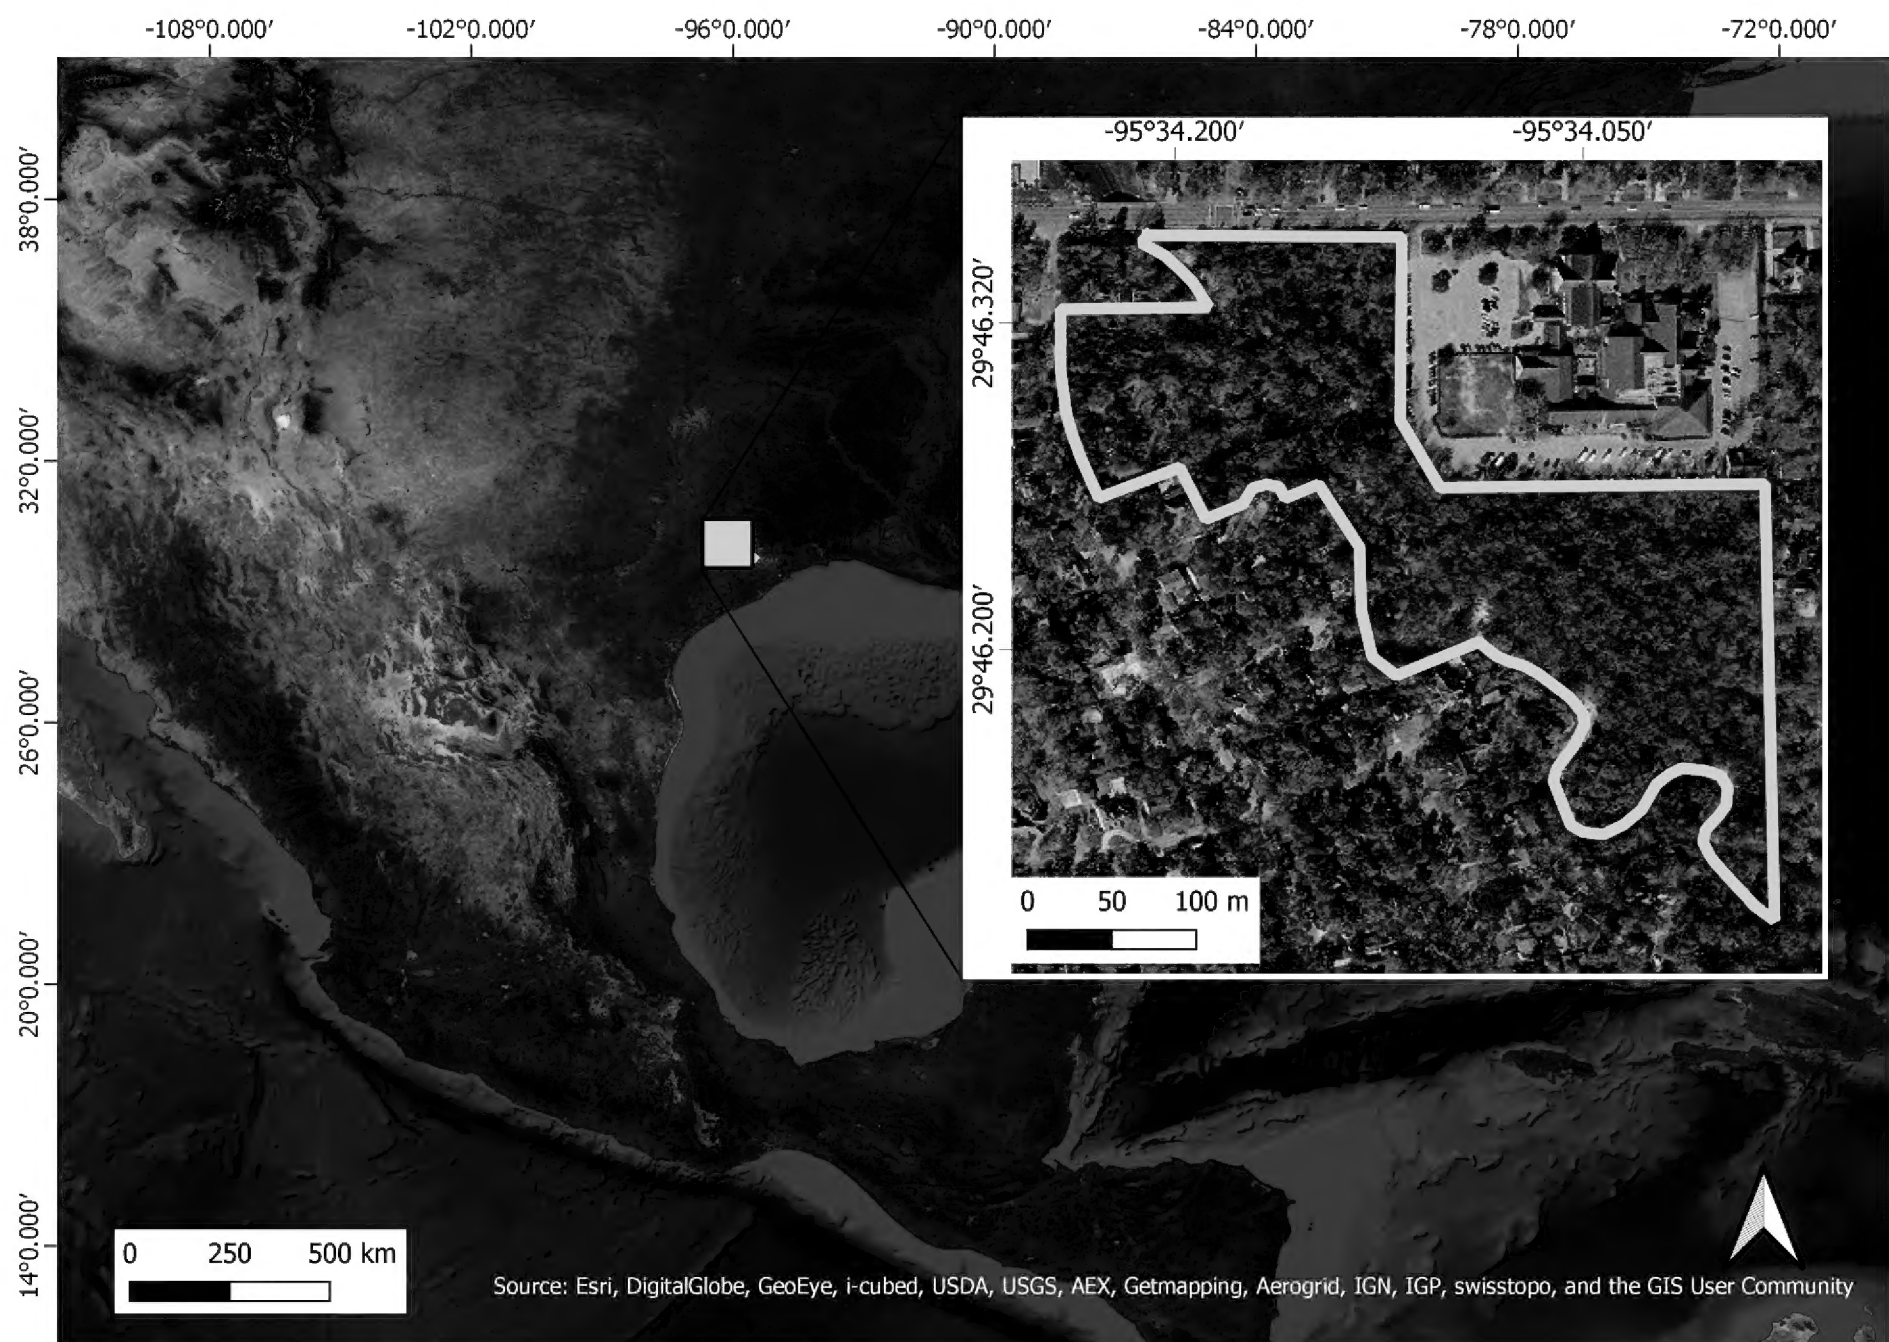 -108°0.000' -102°0.000' -96°0.000' -90°0.000' -84°0.000' -78°0.000' -72°0.000'
38°0.000'
32°0.000'
26°0.000'
20°0.000'
14°0.000'
-95°34.200' -95°34.050'
29°46.320'
29°46.200'
0 50 100 m
0 250 500 km
Source: Esri, DigitalGlobe, GeoEye, i-cubed, USDA, USGS, AEX, Getmapping, Aerogrid, IGN, IGP, swisstopo, and the GIS User Community